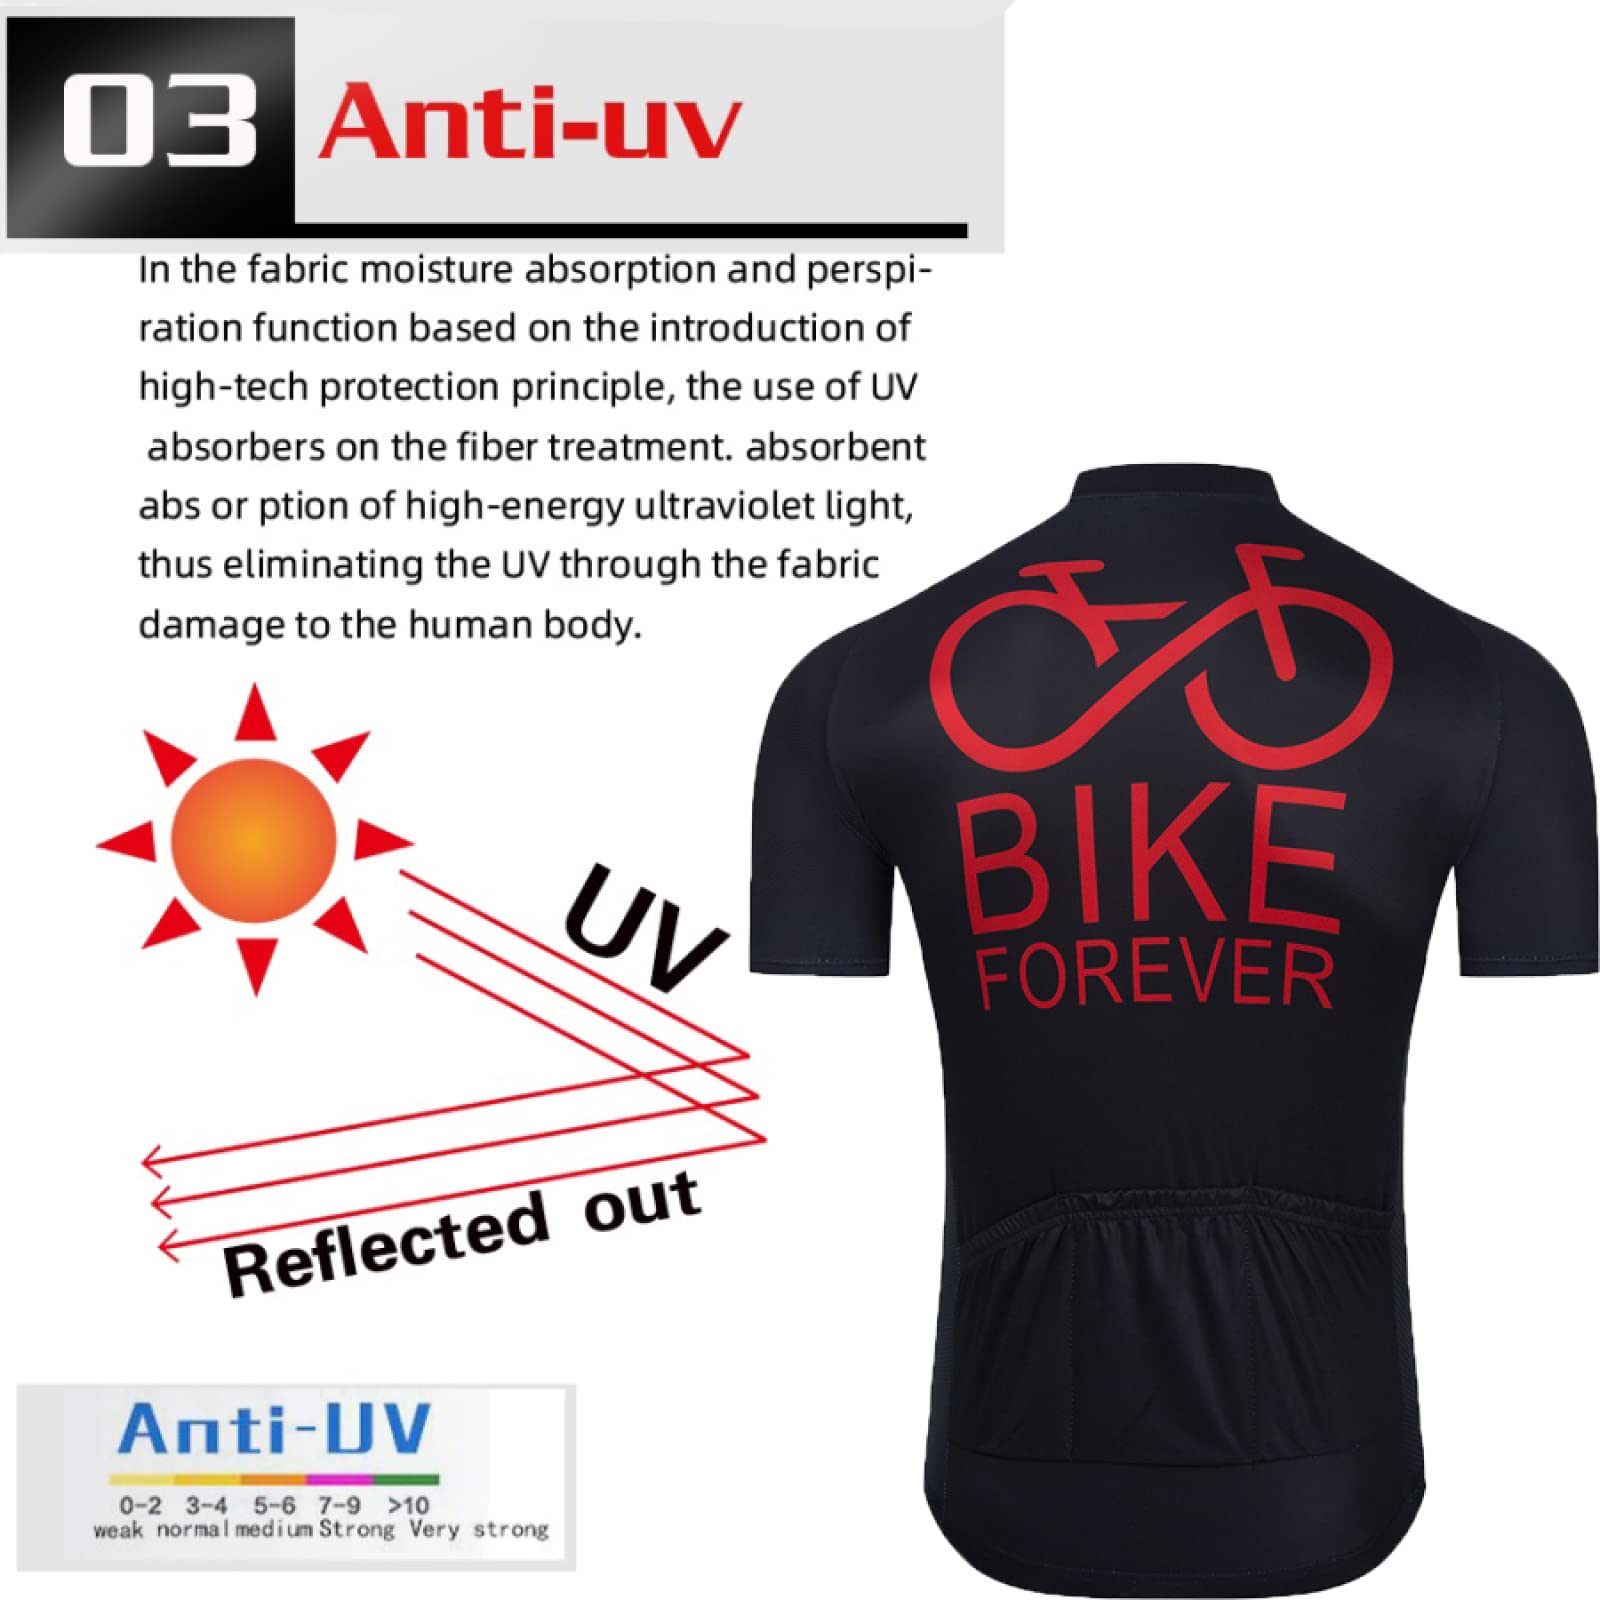 03
Anti-uv
In the fabric moisture absorption and perspi-
ration function based on the introduction of
high-tech protection principle, the use of UV
absorbers on the fiber treatment. absorbent
abs or ption of high-energy ultraviolet light,
thus eliminating the UV through the fabric
damage to the human body.
UV
Reflected out
BIKE
FOREVER
Anti-UV
0-2 3-4 5-6 7-9 >10
weak normal medium Strong Very strong